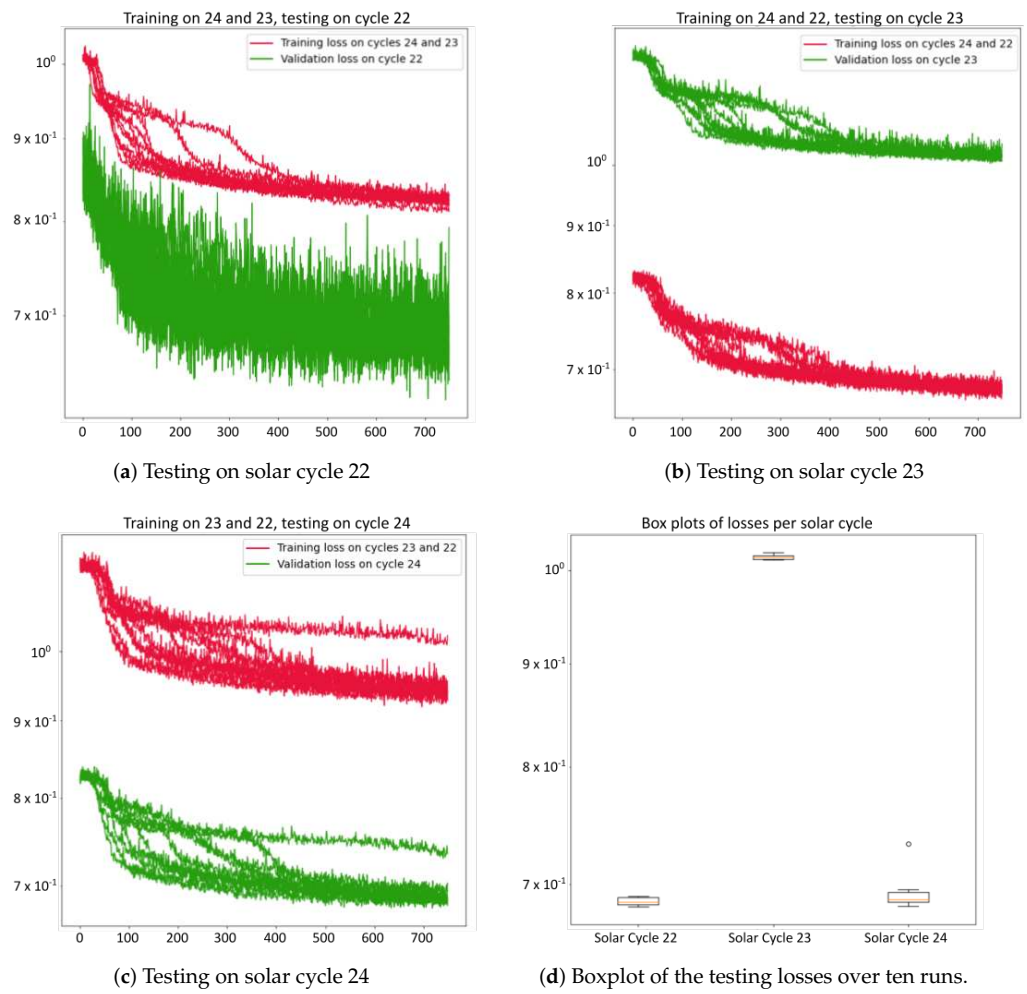 Training on 24 and 23, testing on cycle 22
Training loss on cycles 24 and 23
Validation loss on cycle 22
10⁰
9 x 10⁻¹
8 x 10⁻¹
7 x 10⁻¹
0 100 200 300 400 500 600 700
(a) Testing on solar cycle 22
Training on 24 and 22, testing on cycle 23
Training loss on cycles 24 and 22
Validation loss on cycle 23
10⁰
9 x 10⁻¹
8 x 10⁻¹
7 x 10⁻¹
0 100 200 300 400 500 600 700
(b) Testing on solar cycle 23
Training on 23 and 22, testing on cycle 24
Training loss on cycles 23 and 22
Validation loss on cycle 24
10⁰
9 x 10⁻¹
8 x 10⁻¹
7 x 10⁻¹
0 100 200 300 400 500 600 700
(c) Testing on solar cycle 24
Box plots of losses per solar cycle
10⁰
9 x 10⁻¹
8 x 10⁻¹
7 x 10⁻¹
Solar Cycle 22 Solar Cycle 23 Solar Cycle 24
(d) Boxplot of the testing losses over ten runs.